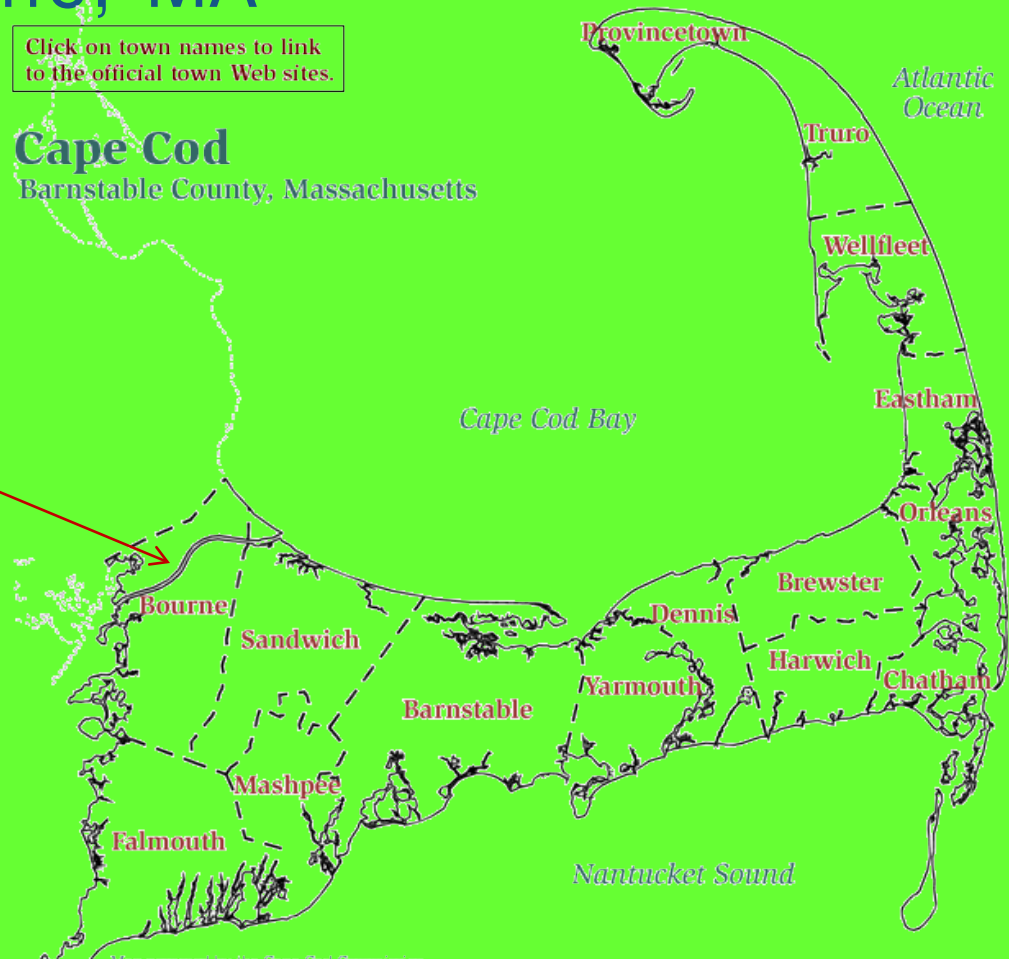 MA
Click on town names to link
to the official town Web sites.
Cape Cod
Barnstable County, Massachusetts
Provincetown
Atlantic
Ocean
Truro
Wellfleet
Cape Cod Bay
Eastham
Orleans
Brewster
Bourne
Dennis
Sandwich
Harwich
Chatham
Yarmouth
Barnstable
Mashpee
Falmouth
Nantucket Sound